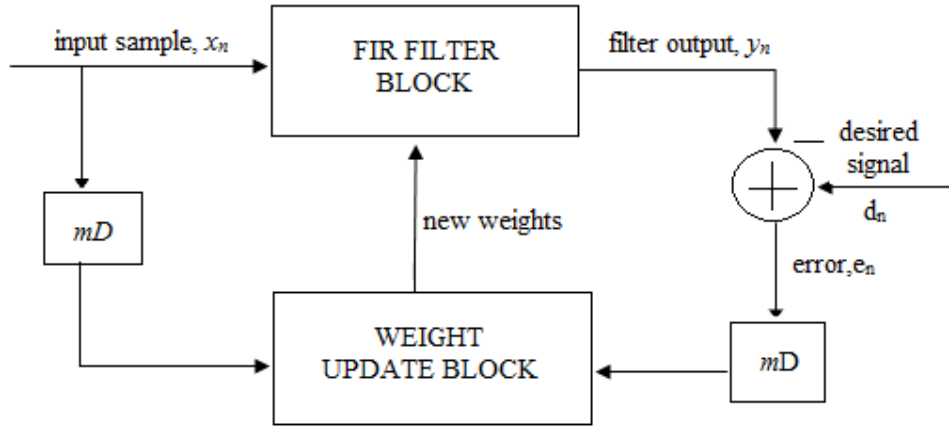 input sample, xₙ
FIR FILTER
BLOCK
filter output, yₙ
—
desired
signal
dₙ
mD
new weights
error,eₙ
WEIGHT
UPDATE BLOCK
mD